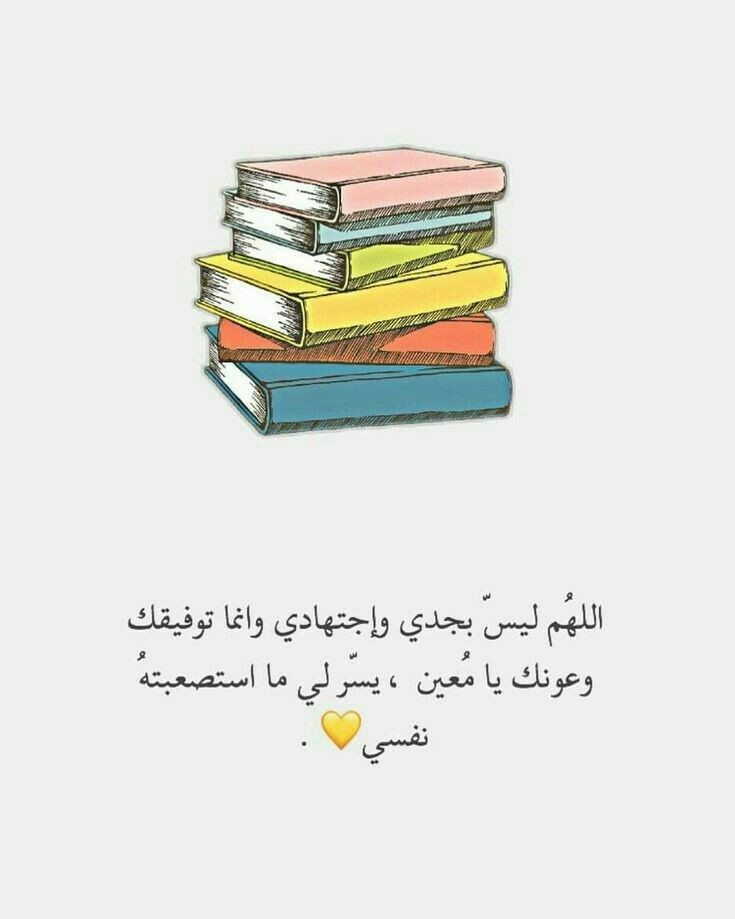 اللهُم ليسّ بجدي وإجتهادي وانما توفيقك
وعونك يا مُعين ، يسّر لي ما استصعبتهُ
نفسي💛 .